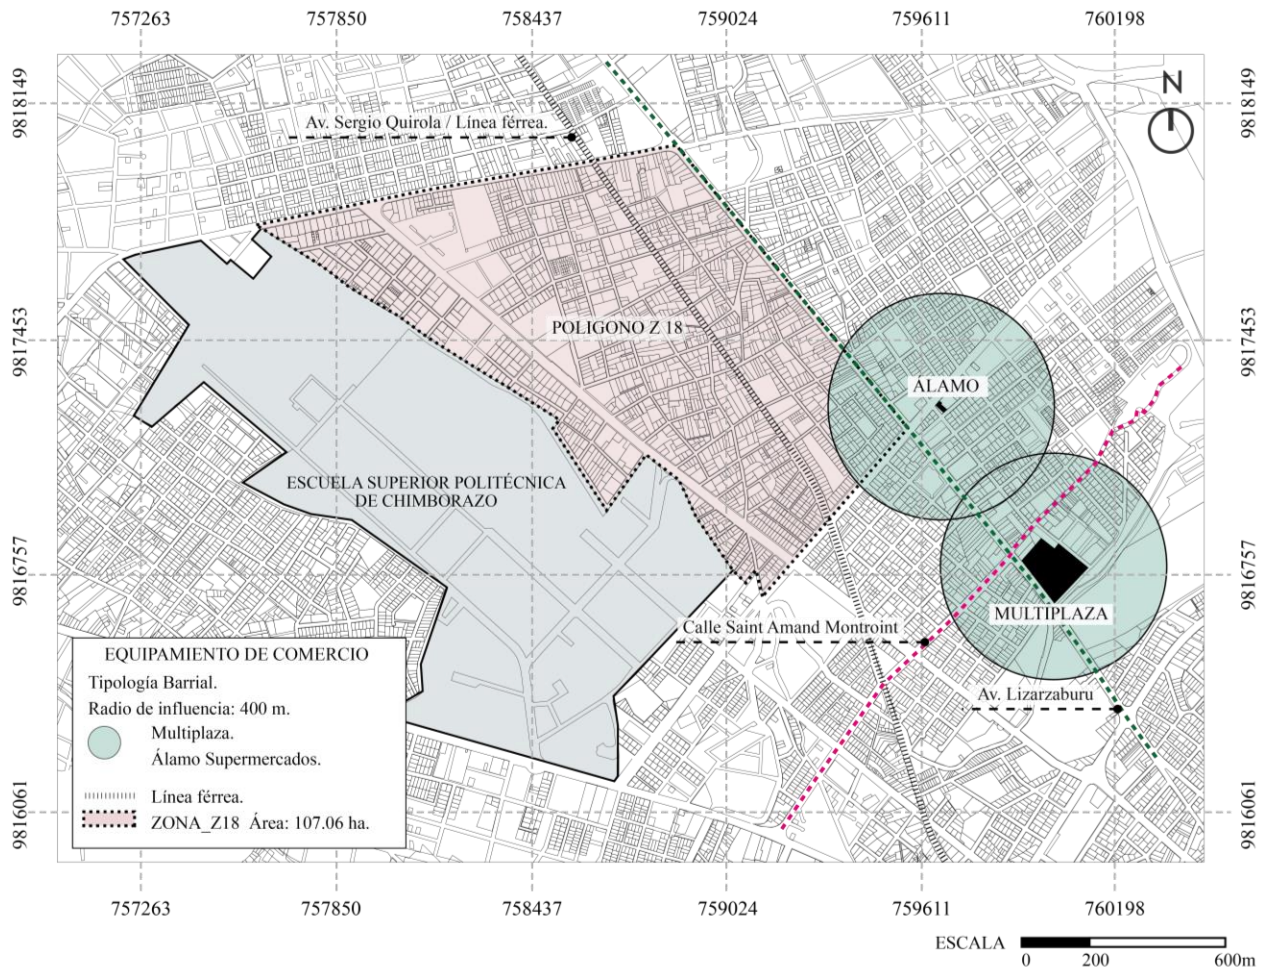 757263 757850 758437 759024 759611 760198
9818149 9818149
N
Av. Sergio Quirola / Línea férrea.
9817453 9817453
POLIGONO Z 18
ÁLAMO
ESCUELA SUPERIOR POLITÉCNICA
DE CHIMBORAZO
9816757 9816757
MULTIPLAZA
Calle Saint Amand Montroint
Av. Lizarzaburu
EQUIPAMIENTO DE COMERCIO
Tipología Barrial.
Radio de influencia: 400 m.
Multiplaza.
Álamo Supermercados.
Línea férrea.
ZONA_Z18 Área: 107.06 ha.
9816061 9816061
757263 757850 758437 759024 759611 760198
ESCALA
0 200 600m